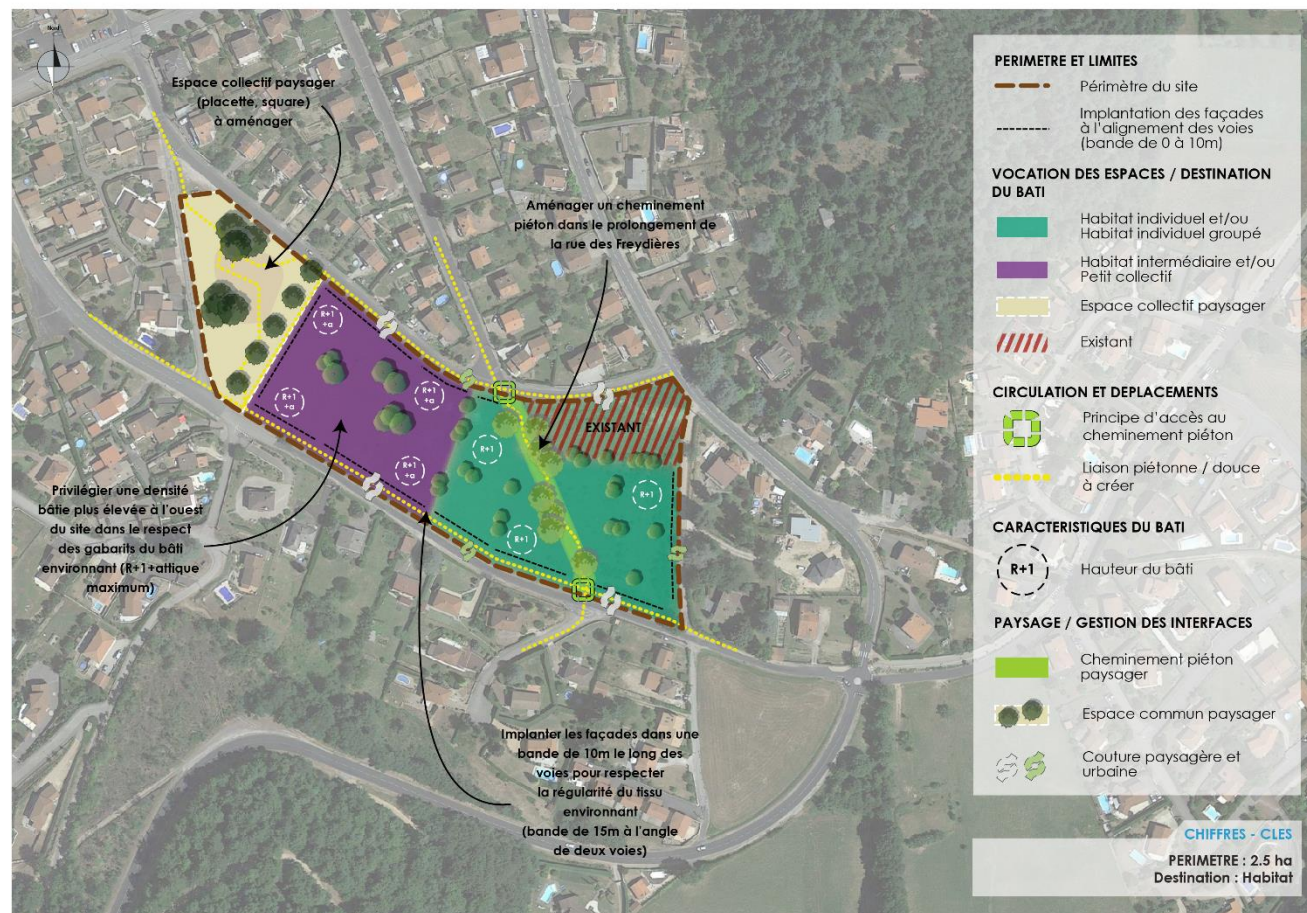 Nord
Espace collectif paysager
(placette, square)
à aménager
Aménager un cheminement
piéton dans le prolongement de
la rue des Freydières
R+1
+a
R+1
+a
R+1
+a
R+1
+a
EXISTANT
R+1
R+1
R+1
Privilégier une densité
bâtie plus élevée à l'ouest
du site dans le respect
des gabarits du bâti
environnant (R+1+attique
maximum)
Implanter les façades dans une
bande de 10m le long des
voies pour respecter
la régularité du tissu
environnant
(bande de 15m à l'angle
de deux voies)
PERIMETRE ET LIMITES
Périmètre du site
Implantation des façades
à l'alignement des voies
(bande de 0 à 10m)
VOCATION DES ESPACES / DESTINATION
DU BATI
Habitat individuel et/ou
Habitat individuel groupé
Habitat intermédiaire et/ou
Petit collectif
Espace collectif paysager
Existant
CIRCULATION ET DEPLACEMENTS
Principe d'accès au
cheminement piéton
Liaison piétonne / douce
à créer
CARACTERISTIQUES DU BATI
R+1
Hauteur du bâti
PAYSAGE / GESTION DES INTERFACES
Cheminement piéton
paysager
Espace commun paysager
Couture paysagère et
urbaine
CHIFFRES - CLES
PERIMETRE : 2.5 ha
Destination : Habitat